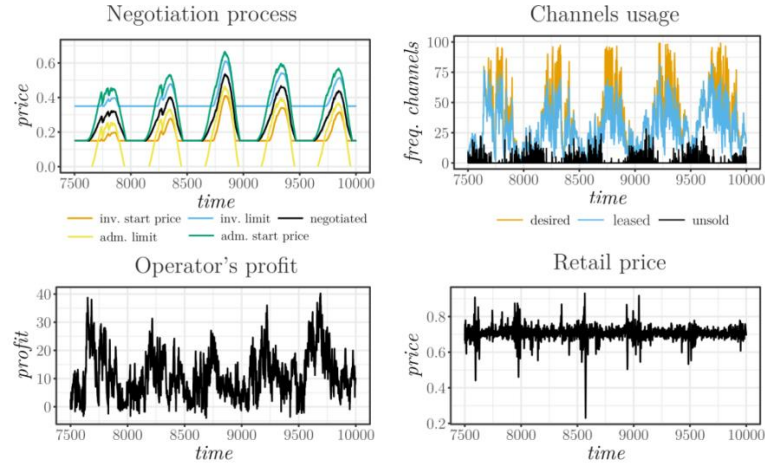 Negotiation process
price
0.6
0.4
0.2
0.0
7500 8000 8500 9000 9500 10000
time
inv. start price inv. limit negotiated
adm. limit adm. start price
Channels usage
freq. channels
100
75
50
25
0
7500 8000 8500 9000 9500 10000
time
desired leased unsold
Operator's profit
profit
40
30
20
10
0
7500 8000 8500 9000 9500 10000
time
Retail price
price
0.8
0.6
0.4
0.2
7500 8000 8500 9000 9500 10000
time